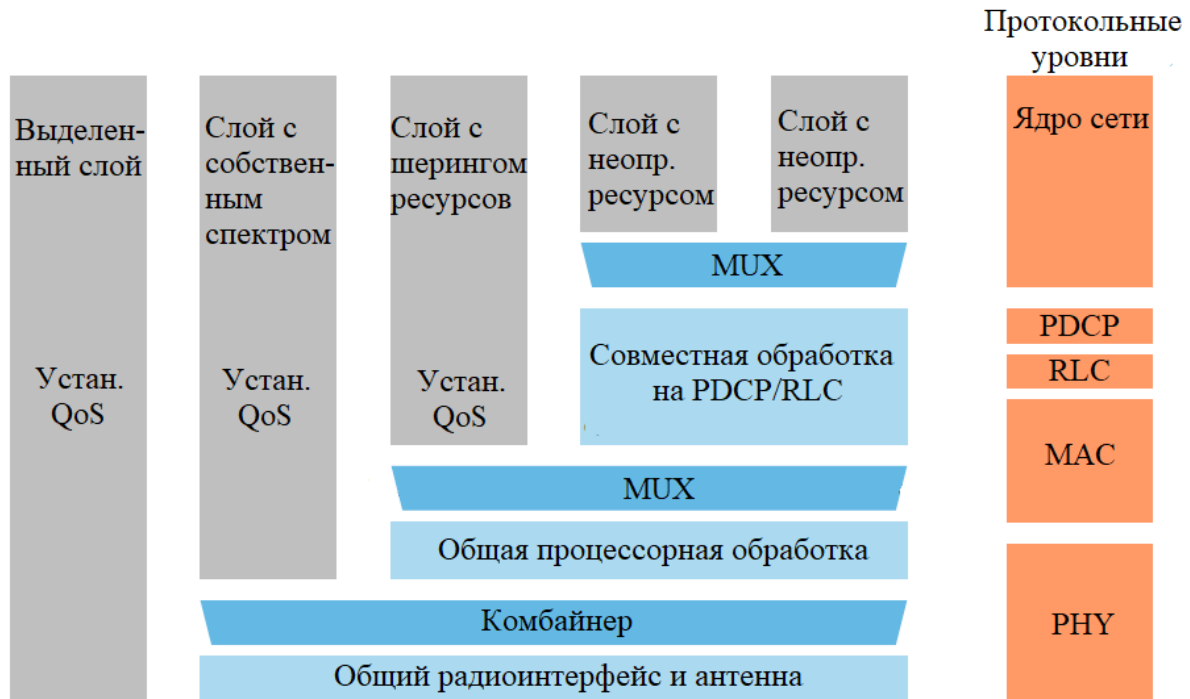 Протокольные
уровни
Выделен-
ный слой
Слой с
собствен-
ным
спектром
Слой с
шерингом
ресурсов
Слой с
неопр.
ресурсом
Слой с
неопр.
ресурсом
Ядро сети
MUX
PDCP
Совместная обработка
на PDCP/RLC
RLC
Устан.
QoS
Устан.
QoS
Устан.
QoS
MAC
MUX
Общая процессорная обработка
Комбайнер
PHY
Общий радиоинтерфейс и антенна